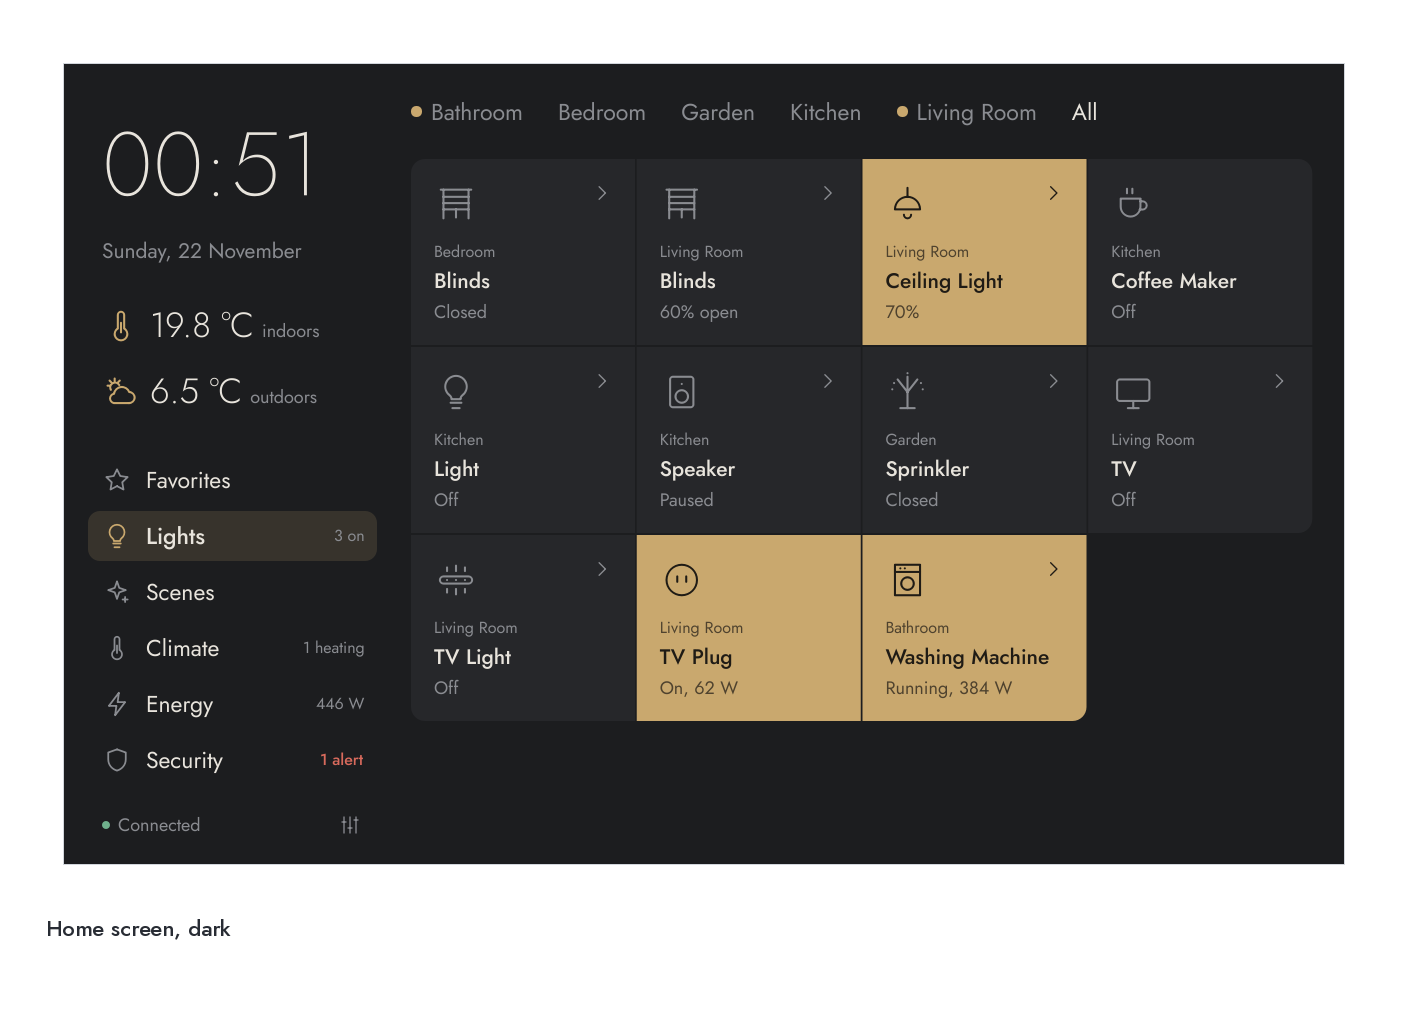 00:51
Sunday, 22 November
19.8 °C indoors
6.5 °C outdoors
Favorites
Lights 3 on
Scenes
Climate 1 heating
Energy 446 W
Security 1 alert
Connected
Bathroom Bedroom Garden Kitchen Living Room All
Bedroom
Blinds
Closed
Living Room
Blinds
60% open
Living Room
Ceiling Light
70%
Kitchen
Coffee Maker
Off
Kitchen
Light
Off
Kitchen
Speaker
Paused
Garden
Sprinkler
Closed
Living Room
TV
Off
Living Room
TV Light
Off
Living Room
TV Plug
On, 62 W
Bathroom
Washing Machine
Running, 384 W
Home screen, dark